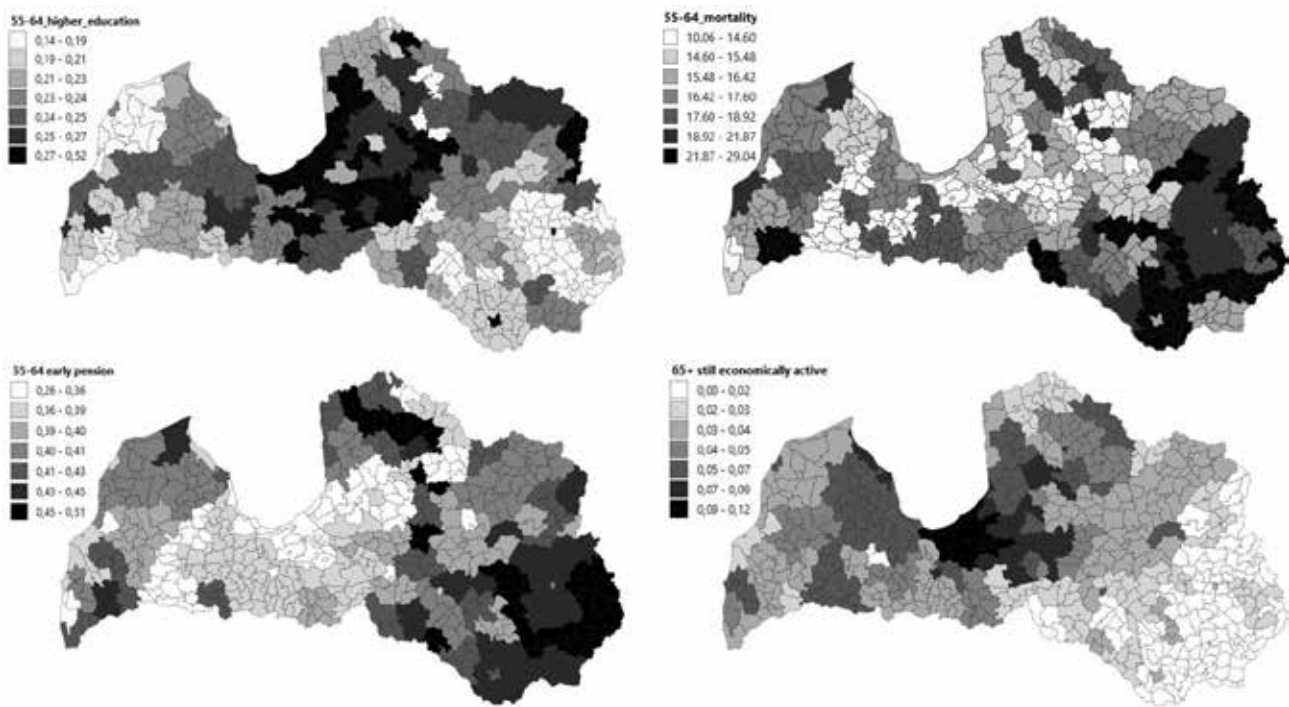 55-64_higher_education
0,14 - 0,19
0,19 - 0,21
0,21 - 0,23
0,23 - 0,24
0,24 - 0,25
0,25 - 0,27
0,27 - 0,52
55-64_mortality
10.06 - 14.60
14.60 - 15.48
15.48 - 16.42
16.42 - 17.60
17.60 - 18.92
18.92 - 21.87
21.87 - 29.04
55-64 early pension
0,26 - 0,36
0,36 - 0,39
0,39 - 0,40
0,40 - 0,41
0,41 - 0,43
0,43 - 0,45
0,45 - 0,51
65+ still economically active
0,00 - 0,02
0,02 - 0,03
0,03 - 0,04
0,04 - 0,05
0,05 - 0,07
0,07 - 0,09
0,09 - 0,12